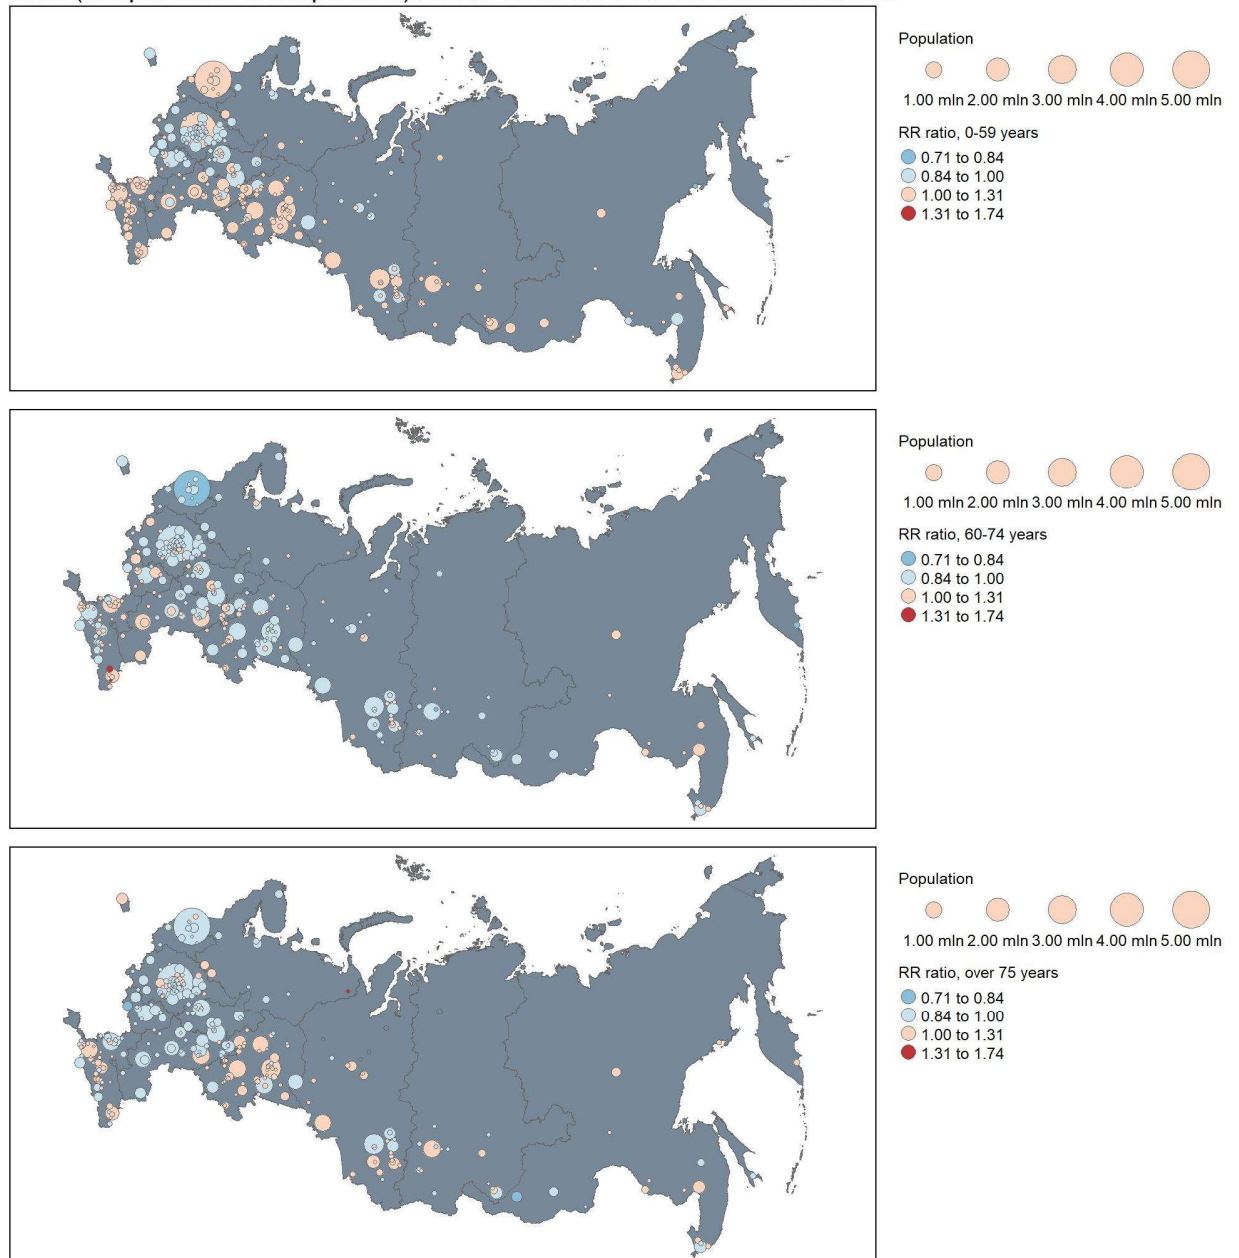 Population
1.00 mln 2.00 mln 3.00 mln 4.00 mln 5.00 mln
RR ratio, 0-59 years
0.71 to 0.84
0.84 to 1.00
1.00 to 1.31
1.31 to 1.74
Population
1.00 mln 2.00 mln 3.00 mln 4.00 mln 5.00 mln
RR ratio, 60-74 years
0.71 to 0.84
0.84 to 1.00
1.00 to 1.31
1.31 to 1.74
Population
1.00 mln 2.00 mln 3.00 mln 4.00 mln 5.00 mln
RR ratio, over 75 years
0.71 to 0.84
0.84 to 1.00
1.00 to 1.31
1.31 to 1.74